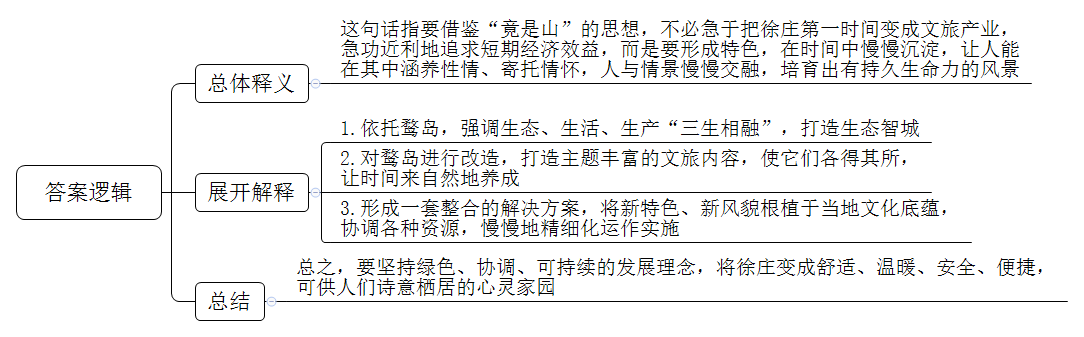 答案逻辑
总体释义
这句话指要借鉴“竟是山”的思想，不必急于把徐庄第一时间变成文旅产业，
急功近利地追求短期经济效益，而是要形成特色，在时间中慢慢沉淀，让人能
在其中涵养性情、寄托情怀，人与情景慢慢交融，培育出有持久生命力的风景
展开解释
1.依托鹜岛，强调生态、生活、生产“三生相融”，打造生态智城
2.对鹜岛进行改造，打造主题丰富的文旅内容，使它们各得其所，
让时间来自然地养成
3.形成一套整合的解决方案，将新特色、新风貌根植于当地文化底蕴，
协调各种资源，慢慢地精细化运作实施
总结
总之，要坚持绿色、协调、可持续的发展理念，将徐庄变成舒适、温暖、安全、便捷，
可供人们诗意栖居的心灵家园